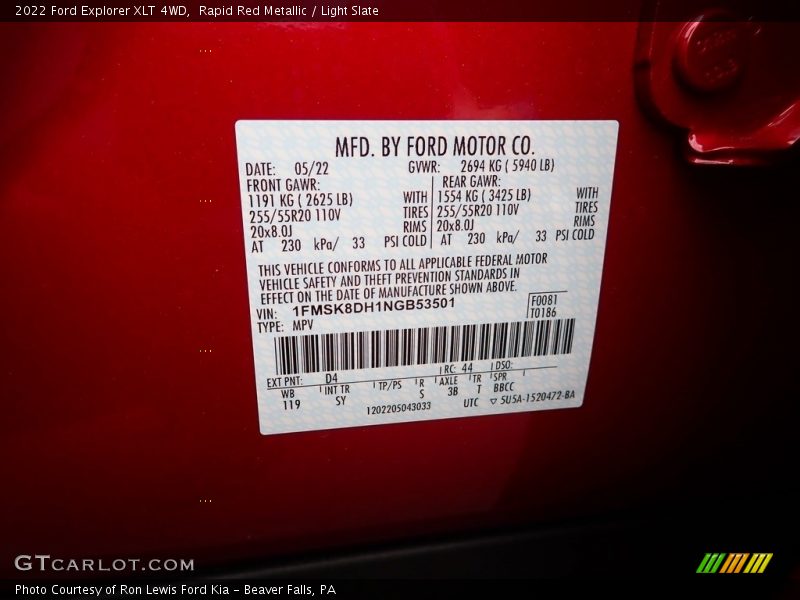 2022 Ford Explorer XLT 4WD, Rapid Red Metallic / Light Slate
MFD. BY FORD MOTOR CO.
DATE: 05/22 GVWR: 2694 KG ( 5940 LB)
FRONT GAWR: REAR GAWR:
1191 KG ( 2625 LB) WITH 1554 KG ( 3425 LB) WITH
255/55R20 110V TIRES 255/55R20 110V TIRES
20x8.0J RIMS 20x8.0J RIMS
AT 230 kPa/ 33 PSI COLD AT 230 kPa/ 33 PSI COLD
THIS VEHICLE CONFORMS TO ALL APPLICABLE FEDERAL MOTOR
VEHICLE SAFETY AND THEFT PREVENTION STANDARDS IN
EFFECT ON THE DATE OF MANUFACTURE SHOWN ABOVE.
VIN: 1FMSK8DH1NGB53501 F0081
TYPE: MPV T0186
EXT PNT: D4 RC: 44 DSO:
WB INT TR TP/PS R AXLE TR SPR
119 SY S 3B T BBCC
1202205043033 UTC ▽ 5U5A-1520472-BA
GTCARLOT.COM
Photo Courtesy of Ron Lewis Ford Kia - Beaver Falls, PA